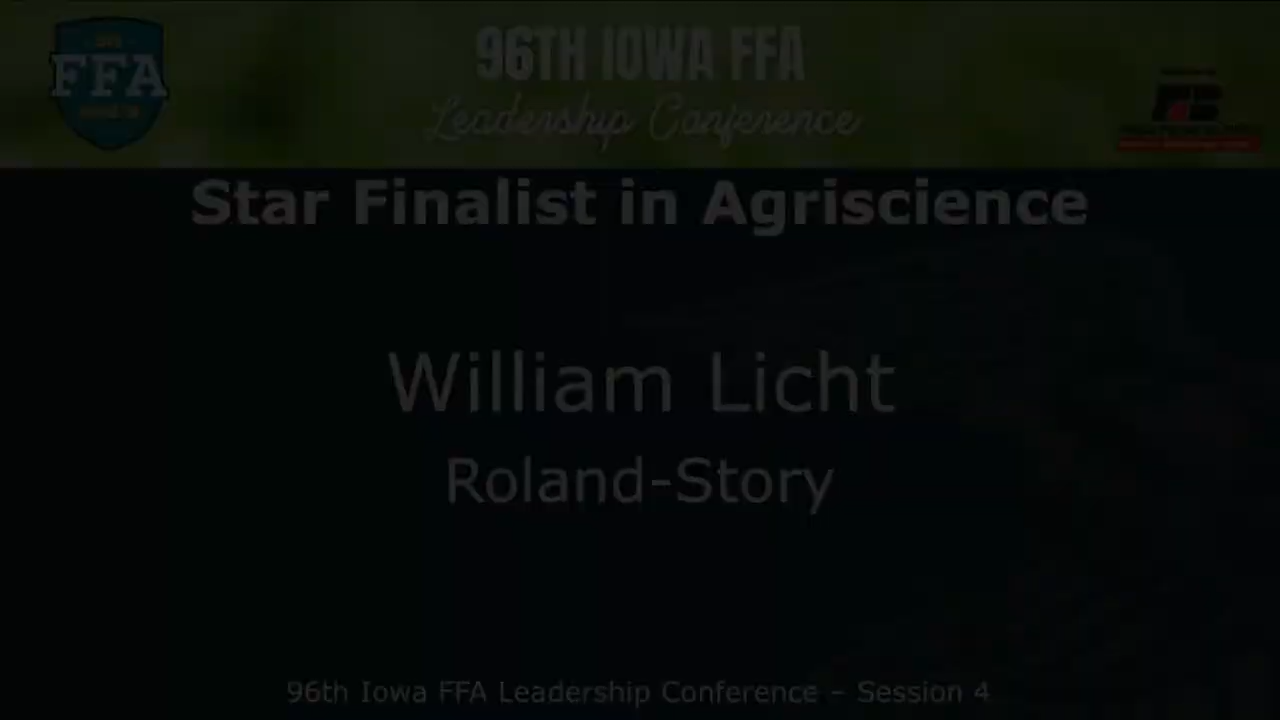 FFA
96TH IOWA FFA
Leadership Conference
Star Finalist in Agriscience
William Licht
Roland-Story
96th Iowa FFA Leadership Conference – Session 4